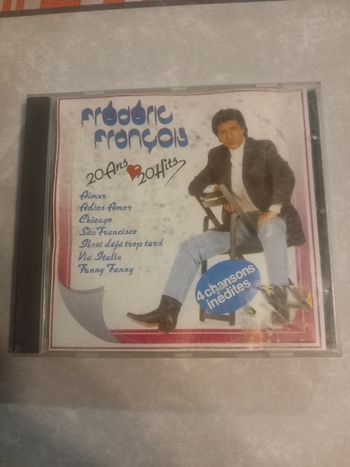 Frédéric
François
20 Ans 20 Hits
Aimer
Adios Amor
Chicago
San Francisco
Il est déjà trop tard
Via Italia
Fanny Fanny
4 chansons
inédites